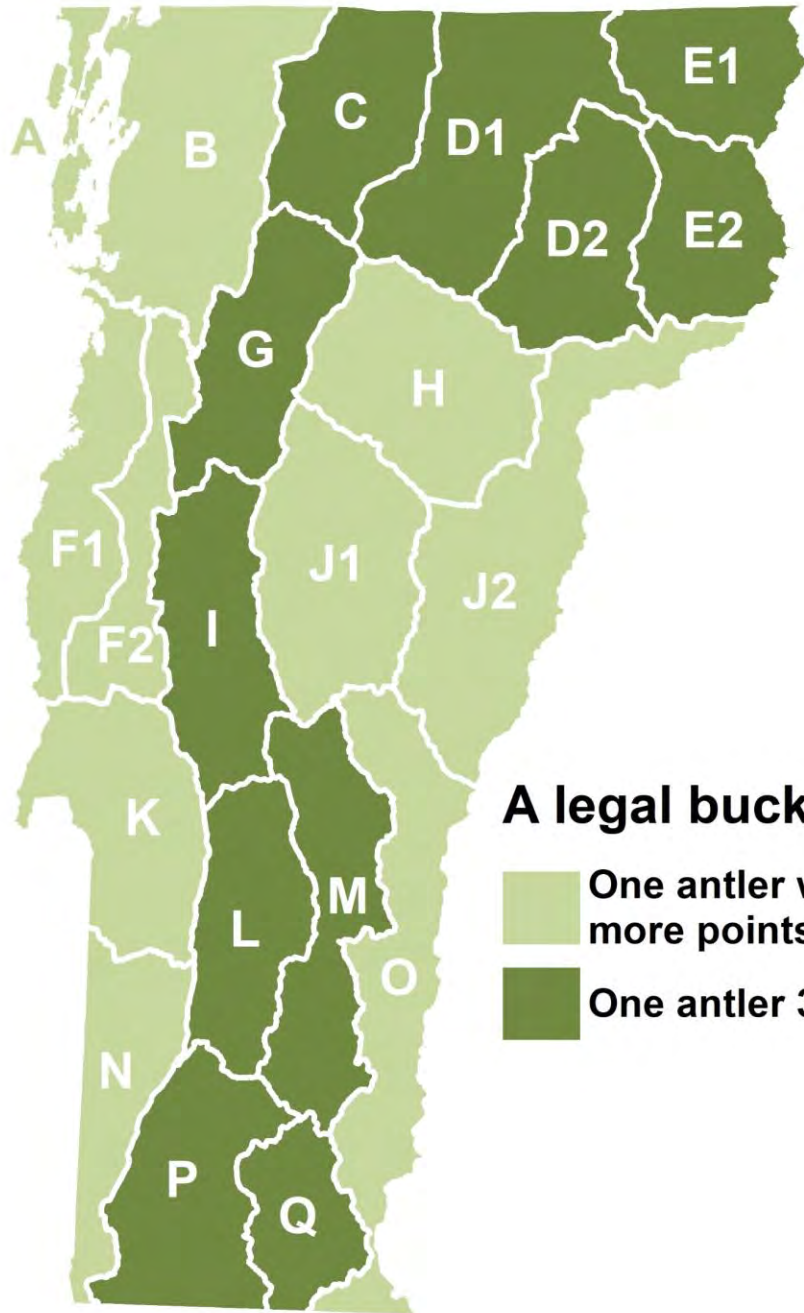 E1
C
A
B
D1
D2
E2
G
H
F1
J1
J2
I
F2
A legal buck
K
One antler
more points
M
L
O
One antler 3
N
P
Q